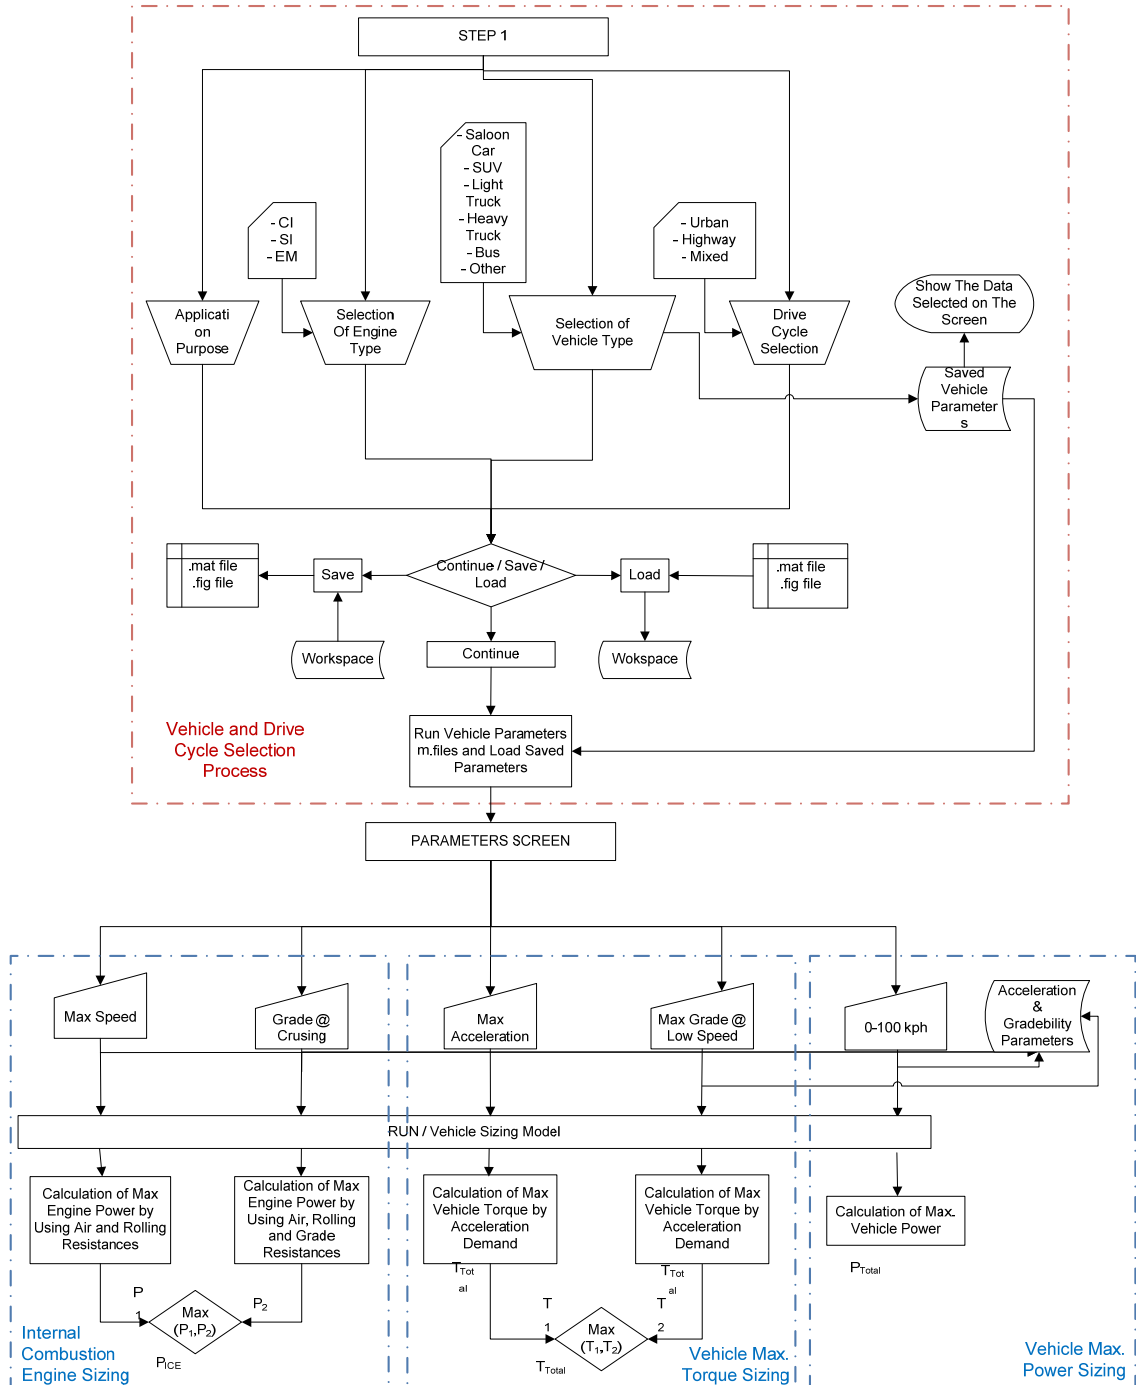 STEP 1
- Saloon
Car
- SUV
- Light
Truck
- Heavy
Truck
- Bus
- Other
- CI
- SI
- EM
- Urban
- Highway
- Mixed
Show The Data
Selected on The
Screen
Applicati
on
Purpose
Selection
Of Engine
Type
Selection of
Vehicle Type
Drive
Cycle
Selection
Saved
Vehicle
Parameter
s
.mat file
.fig file
Save
Continue / Save /
Load
Load
.mat file
.fig file
Workspace
Continue
Wokspace
Vehicle and Drive
Cycle Selection
Process
Run Vehicle Parameters
m.files and Load Saved
Parameters
PARAMETERS SCREEN
Max Speed
Grade @
Crusing
Max
Acceleration
Max Grade @
Low Speed
0-100 kph
Acceleration
&
Gradebility
Parameters
RUN / Vehicle Sizing Model
Calculation of Max
Engine Power by
Using Air and Rolling
Resistances
Calculation of Max
Engine Power by
Using Air, Rolling
and Grade
Resistances
Calculation of Max
Vehicle Torque by
Acceleration
Demand
Calculation of Max
Vehicle Torque by
Acceleration
Demand
Calculation of Max.
Vehicle Power
TTot
al
TTot
al
PTotal
P
1
Max
(P1,P2)
P2
PICE
T
1
Max
(T1,T2)
T
2
TTotal
Internal
Combustion
Engine Sizing
Vehicle Max.
Torque Sizing
Vehicle Max.
Power Sizing